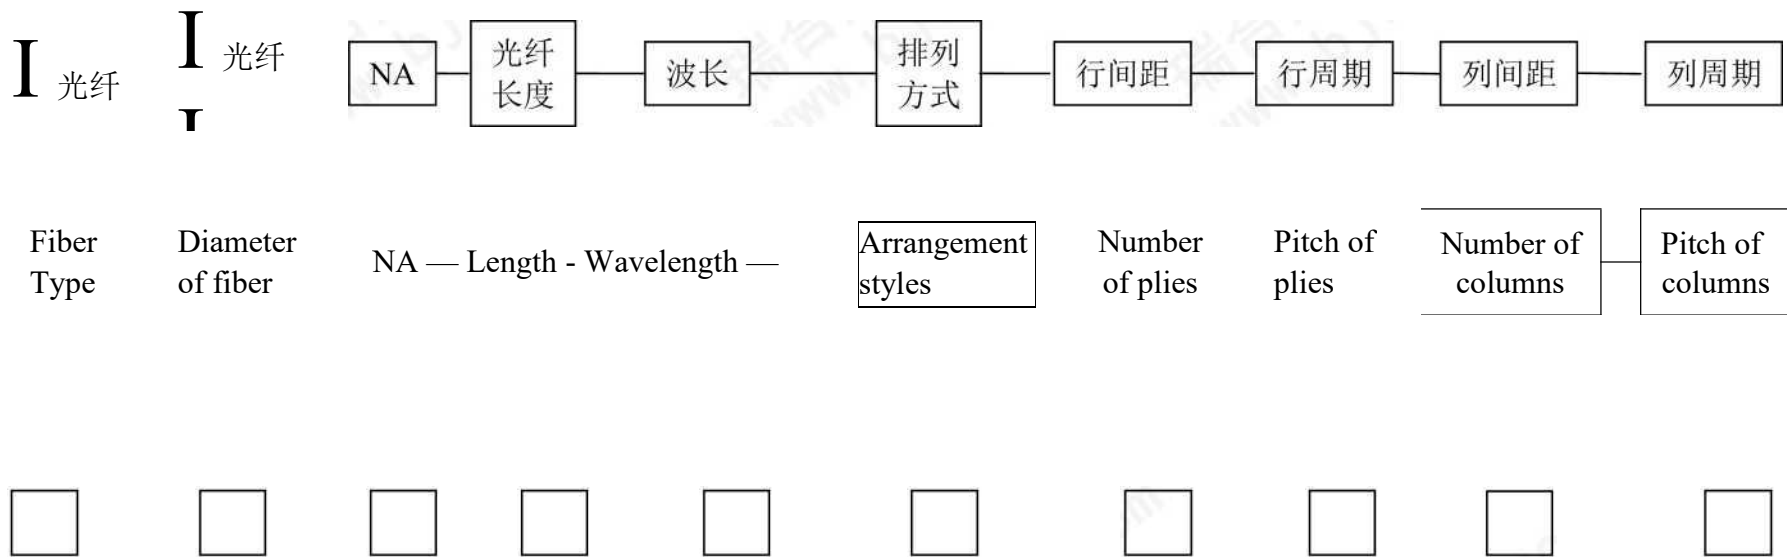 I 光纤
I 光纤
NA
光纤
长度
波长
排列
方式
行间距
行周期
列间距
列周期
Fiber
Type
Diameter
of fiber
NA — Length - Wavelength —
Arrangement
styles
Number
of plies
Pitch of
plies
Number of
columns
Pitch of
columns